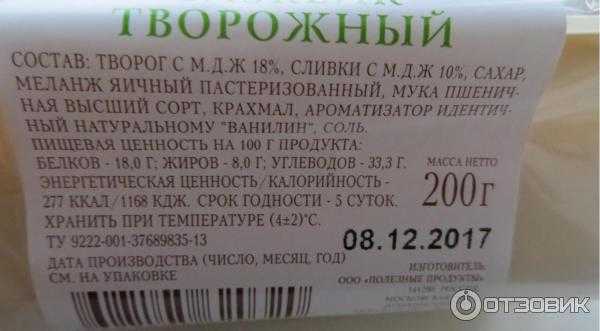 ТВОРОЖНЫЙ
СОСТАВ: ТВОРОГ С М.Д.Ж 18%, СЛИВКИ С М.Д.Ж 10%, САХАР,
МЕЛАНЖ ЯИЧНЫЙ ПАСТЕРИЗОВАННЫЙ, МУКА ПШЕНИЧ-
НАЯ ВЫСШИЙ СОРТ, КРАХМАЛ, АРОМАТИЗАТОР ИДЕНТИЧ-
НЫЙ НАТУРАЛЬНОМУ "ВАНИЛИН", СОЛЬ.
ПИЩЕВАЯ ЦЕННОСТЬ НА 100 Г ПРОДУКТА:
БЕЛКОВ - 18,0 Г; ЖИРОВ - 8,0 Г; УГЛЕВОДОВ - 33,3 Г.
ЭНЕРГЕТИЧЕСКАЯ ЦЕННОСТЬ/КАЛОРИЙНОСТЬ -
277 ККАЛ/1168 КДЖ. СРОК ГОДНОСТИ - 5 СУТОК.
ХРАНИТЬ ПРИ ТЕМПЕРАТУРЕ (4±2)°С.
ТУ 9222-001-37689835-13
МАССА НЕТТО
200г
08.12.2017
ДАТА ПРОИЗВОДСТВА (ЧИСЛО, МЕСЯЦ, ГОД)
СМ. НА УПАКОВКЕ
ИЗГОТОВИТЕЛЬ:
ООО «ПОЛЕЗНЫЕ ПРОДУКТЫ»
ОТЗОВИК